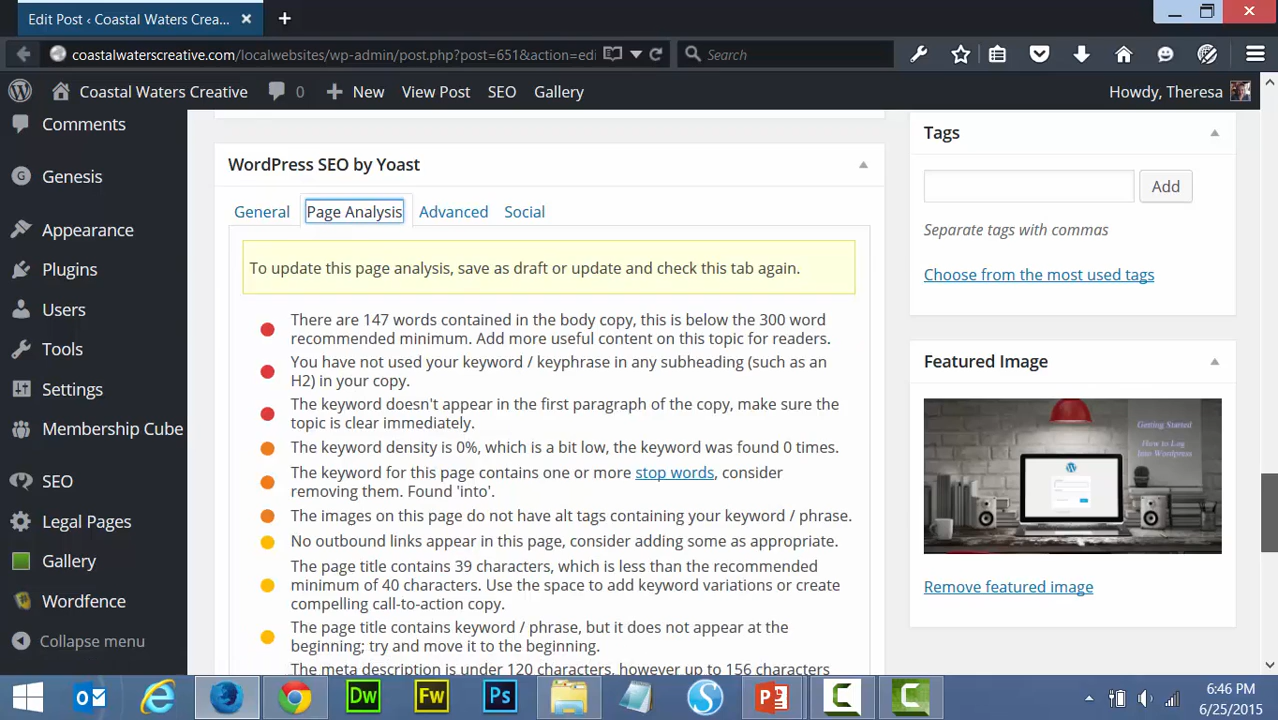 Edit Post ‹ Coastal Waters Crea...
coastalwaterscreative.com/localwebsites/wp-admin/post.php?post=651&action=edi
Search
Coastal Waters Creative
0
New
View Post
SEO
Gallery
Howdy, Theresa
Comments
Genesis
Appearance
Plugins
Users
Tools
Settings
Membership Cube
SEO
Legal Pages
Gallery
Wordfence
Collapse menu
WordPress SEO by Yoast
General
Page Analysis
Advanced
Social
To update this page analysis, save as draft or update and check this tab again.
There are 147 words contained in the body copy, this is below the 300 word
recommended minimum. Add more useful content on this topic for readers.
You have not used your keyword / keyphrase in any subheading (such as an
H2) in your copy.
The keyword doesn't appear in the first paragraph of the copy, make sure the
topic is clear immediately.
The keyword density is 0%, which is a bit low, the keyword was found 0 times.
The keyword for this page contains one or more stop words, consider
removing them. Found 'into'.
The images on this page do not have alt tags containing your keyword / phrase.
No outbound links appear in this page, consider adding some as appropriate.
The page title contains 39 characters, which is less than the recommended
minimum of 40 characters. Use the space to add keyword variations or create
compelling call-to-action copy.
The page title contains keyword / phrase, but it does not appear at the
beginning; try and move it to the beginning.
The meta description is under 120 characters, however up to 156 characters
Tags
Add
Separate tags with commas
Choose from the most used tags
Featured Image
Getting Started
How to Log
Into Wordpress
Remove featured image
Dw
Fw
Ps
6:46 PM
6/25/2015